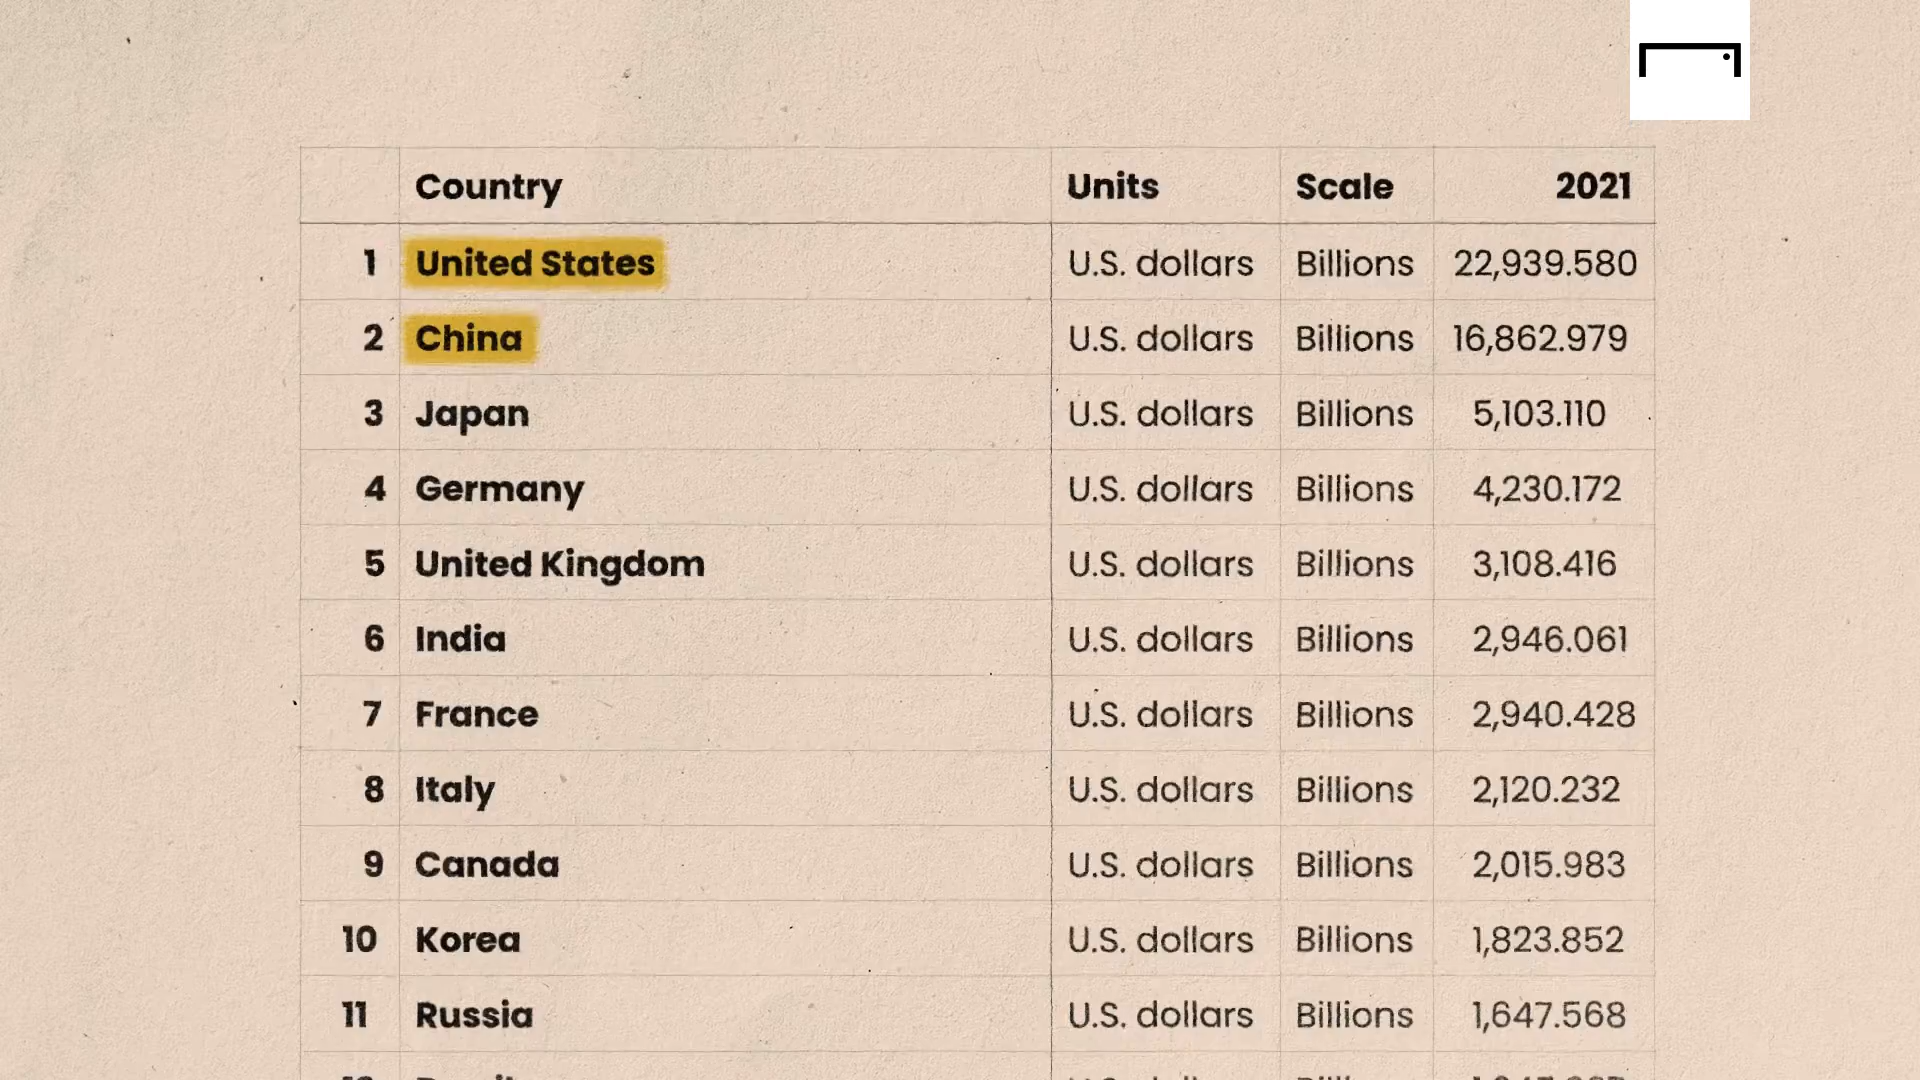 Country Units Scale 2021
1 United States U.S. dollars Billions 22,939.580
2 China U.S. dollars Billions 16,862.979
3 Japan U.S. dollars Billions 5,103.110
4 Germany U.S. dollars Billions 4,230.172
5 United Kingdom U.S. dollars Billions 3,108.416
6 India U.S. dollars Billions 2,946.061
7 France U.S. dollars Billions 2,940.428
8 Italy U.S. dollars Billions 2,120.232
9 Canada U.S. dollars Billions 2,015.983
10 Korea U.S. dollars Billions 1,823.852
11 Russia U.S. dollars Billions 1,647.568